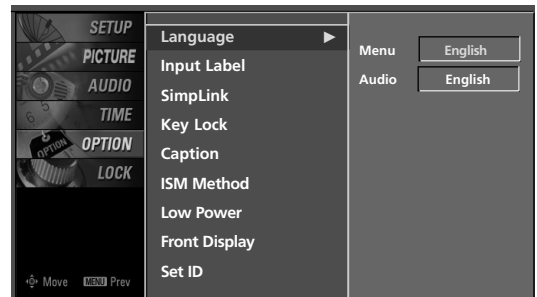 SETUP
PICTURE
AUDIO
TIME
OPTION
LOCK
Move MENU Prev
Language ►
Input Label
SimpLink
Key Lock
Caption
ISM Method
Low Power
Front Display
Set ID
Menu English
Audio English